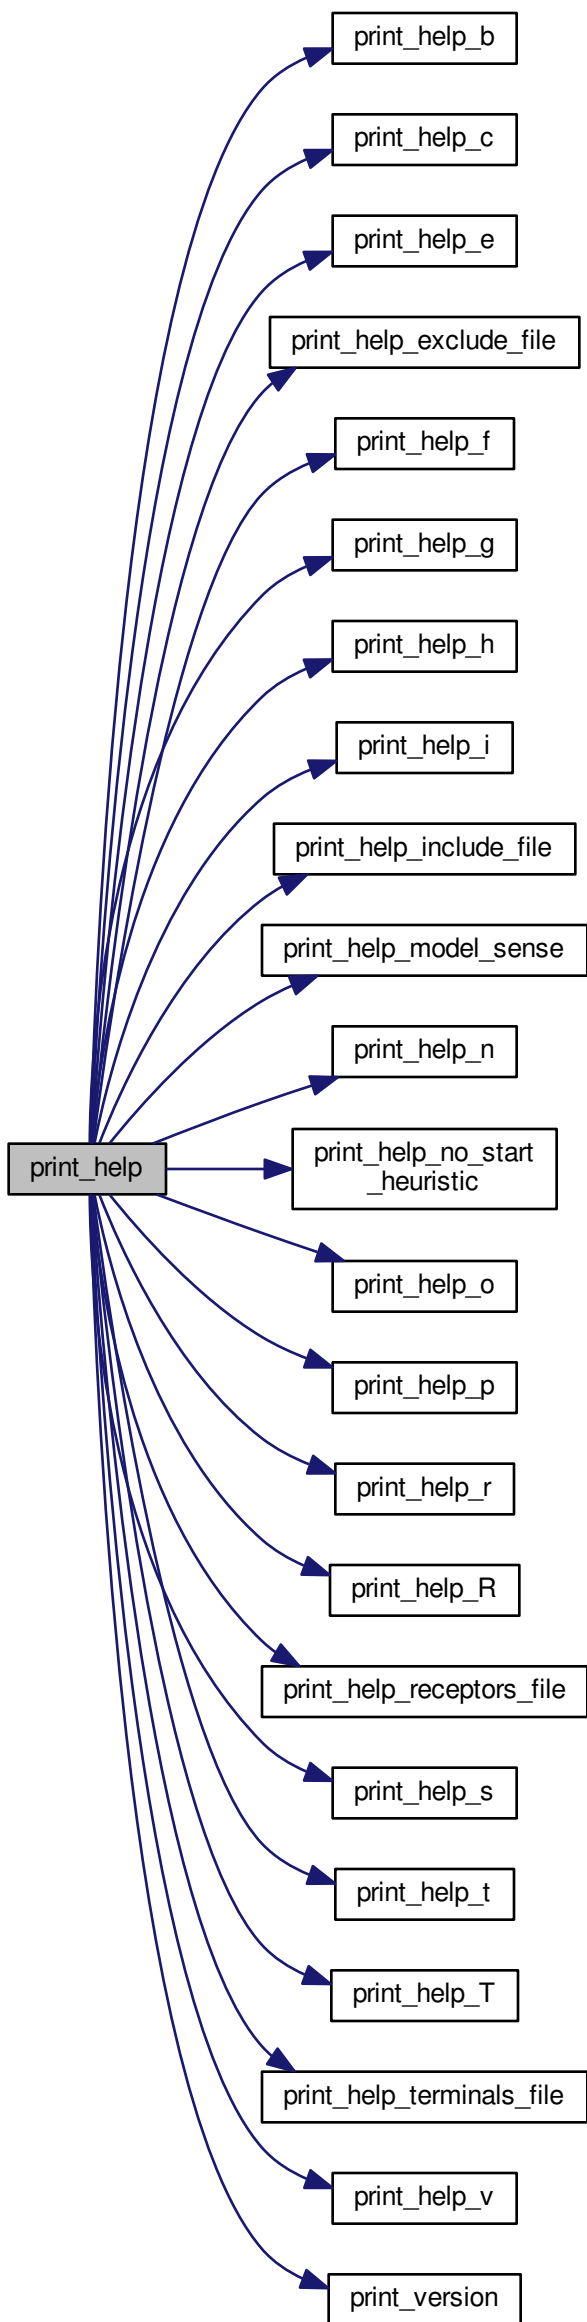 print_help_b
print_help_c
print_help_e
print_help_exclude_file
print_help_f
print_help_g
print_help_h
print_help_i
print_help_include_file
print_help_model_sense
print_help_n
print_help
print_help_no_start
_heuristic
print_help_o
print_help_p
print_help_r
print_help_R
print_help_receptors_file
print_help_s
print_help_t
print_help_T
print_help_terminals_file
print_help_v
print_version